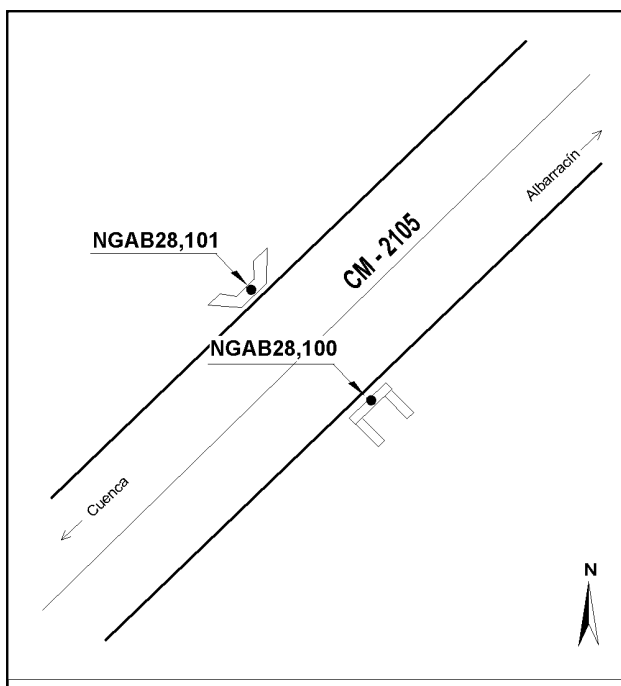 Albarracín
NGAB28,101
CM - 2105
NGAB28,100
Cuenca
N